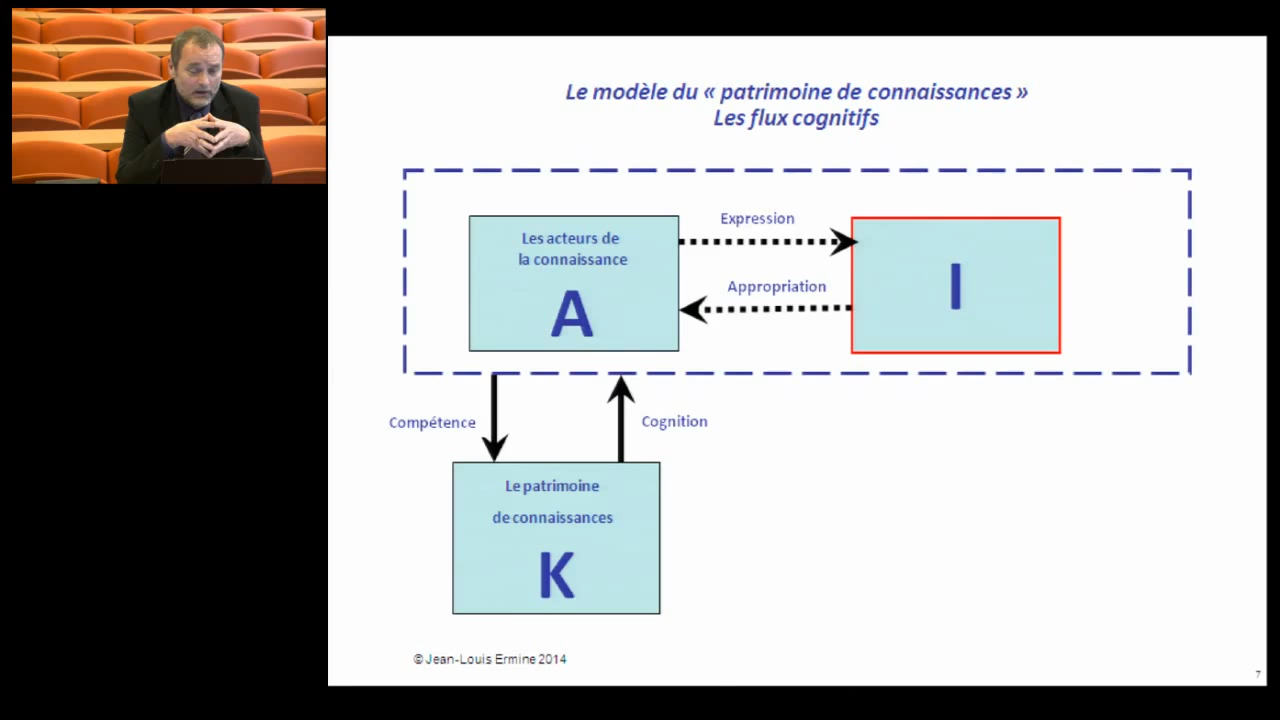 Le modèle du « patrimoine de connaissances »
Les flux cognitifs
Les acteurs de
la connaissance
A
Expression
Appropriation
I
Compétence
Cognition
Le patrimoine
de connaissances
K
© Jean-Louis Ermine 2014
7